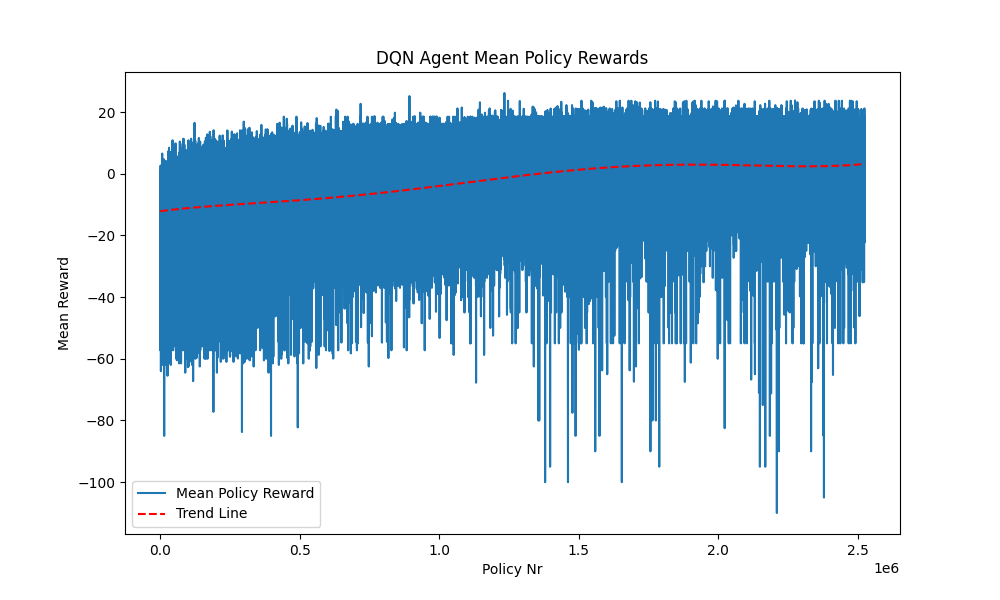 DQN Agent Mean Policy Rewards
20
0
−20
−40
−60
−80
−100
Mean Reward
Mean Policy Reward
Trend Line
0.0 0.5 1.0 1.5 2.0 2.5
1e6
Policy Nr